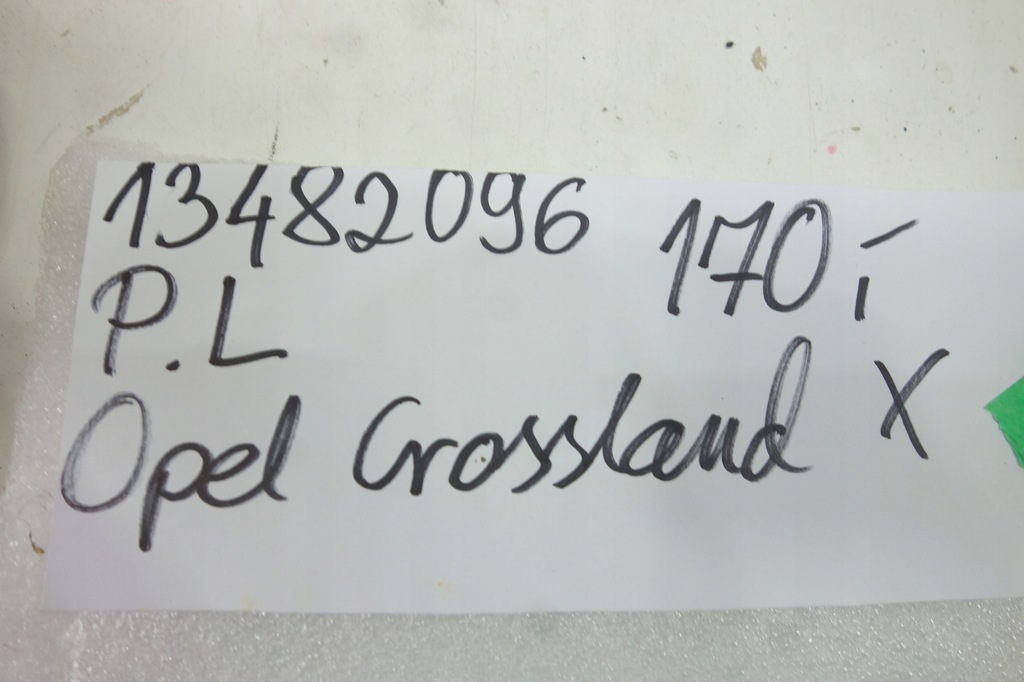 13482096 170,-
P.L
Opel Crossland X